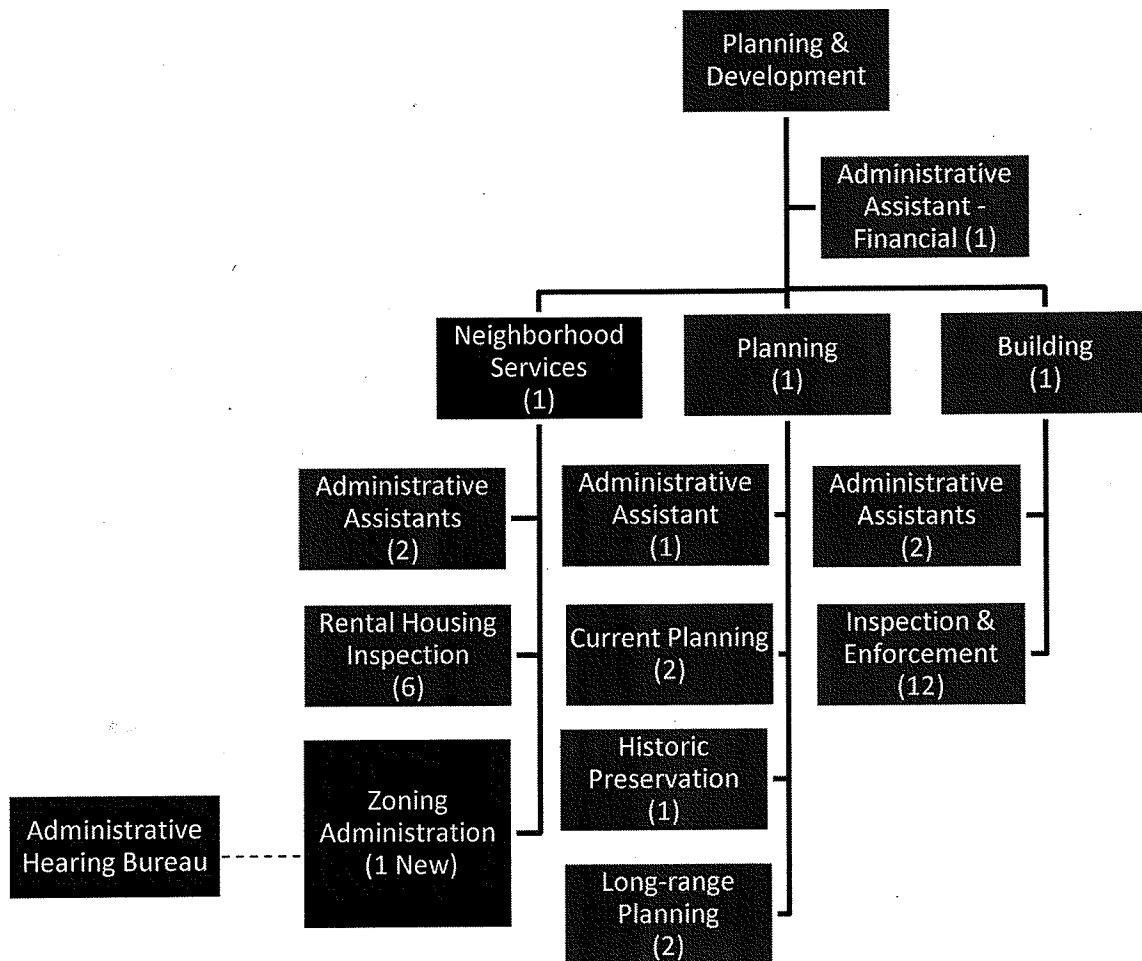 Planning &
Development
Administrative
Assistant -
Financial (1)
Neighborhood
Services
(1)
Planning
(1)
Building
(1)
Administrative
Assistants
(2)
Administrative
Assistant
(1)
Administrative
Assistants
(2)
Rental Housing
Inspection
(6)
Current Planning
(2)
Inspection &
Enforcement
(12)
Historic
Preservation
(1)
Zoning
Administration
(1 New)
Administrative
Hearing Bureau
Long-range
Planning
(2)